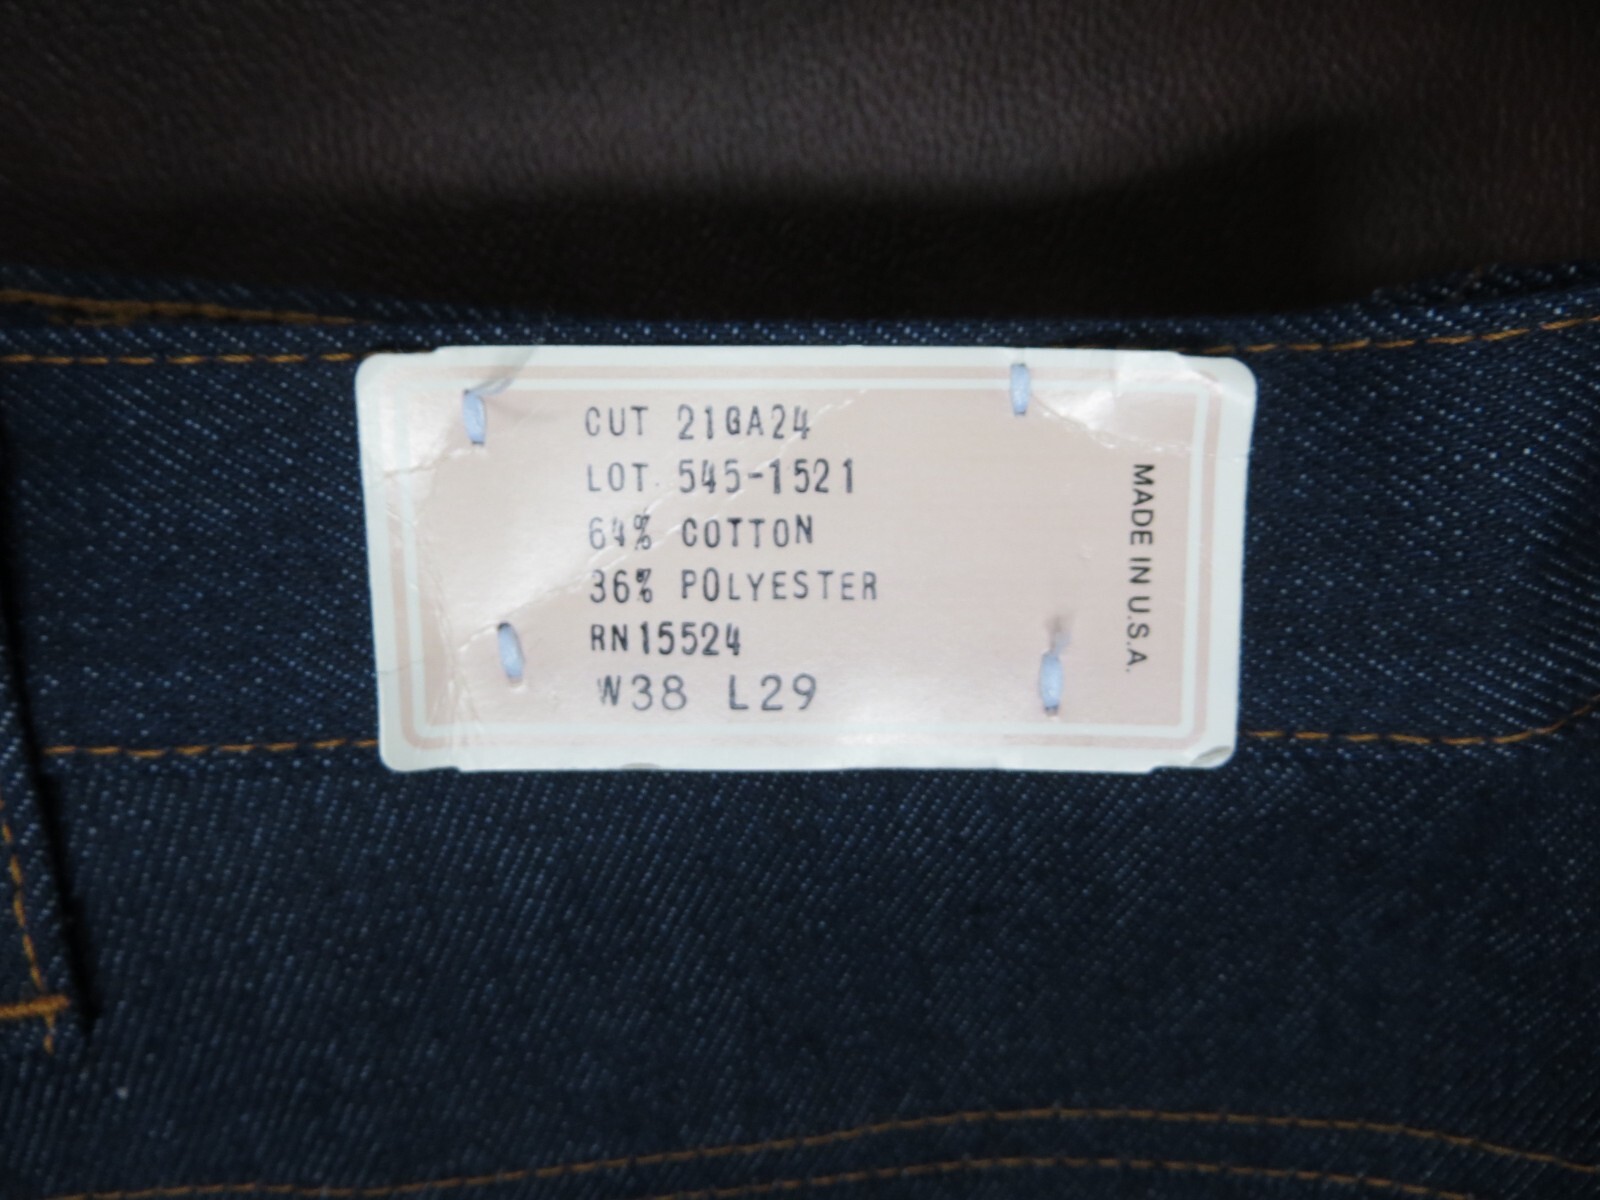 CUT 21GA24
LOT 545-1521
64% COTTON
36% POLYESTER
RN15524
W38 L29
MADE IN U.S.A.